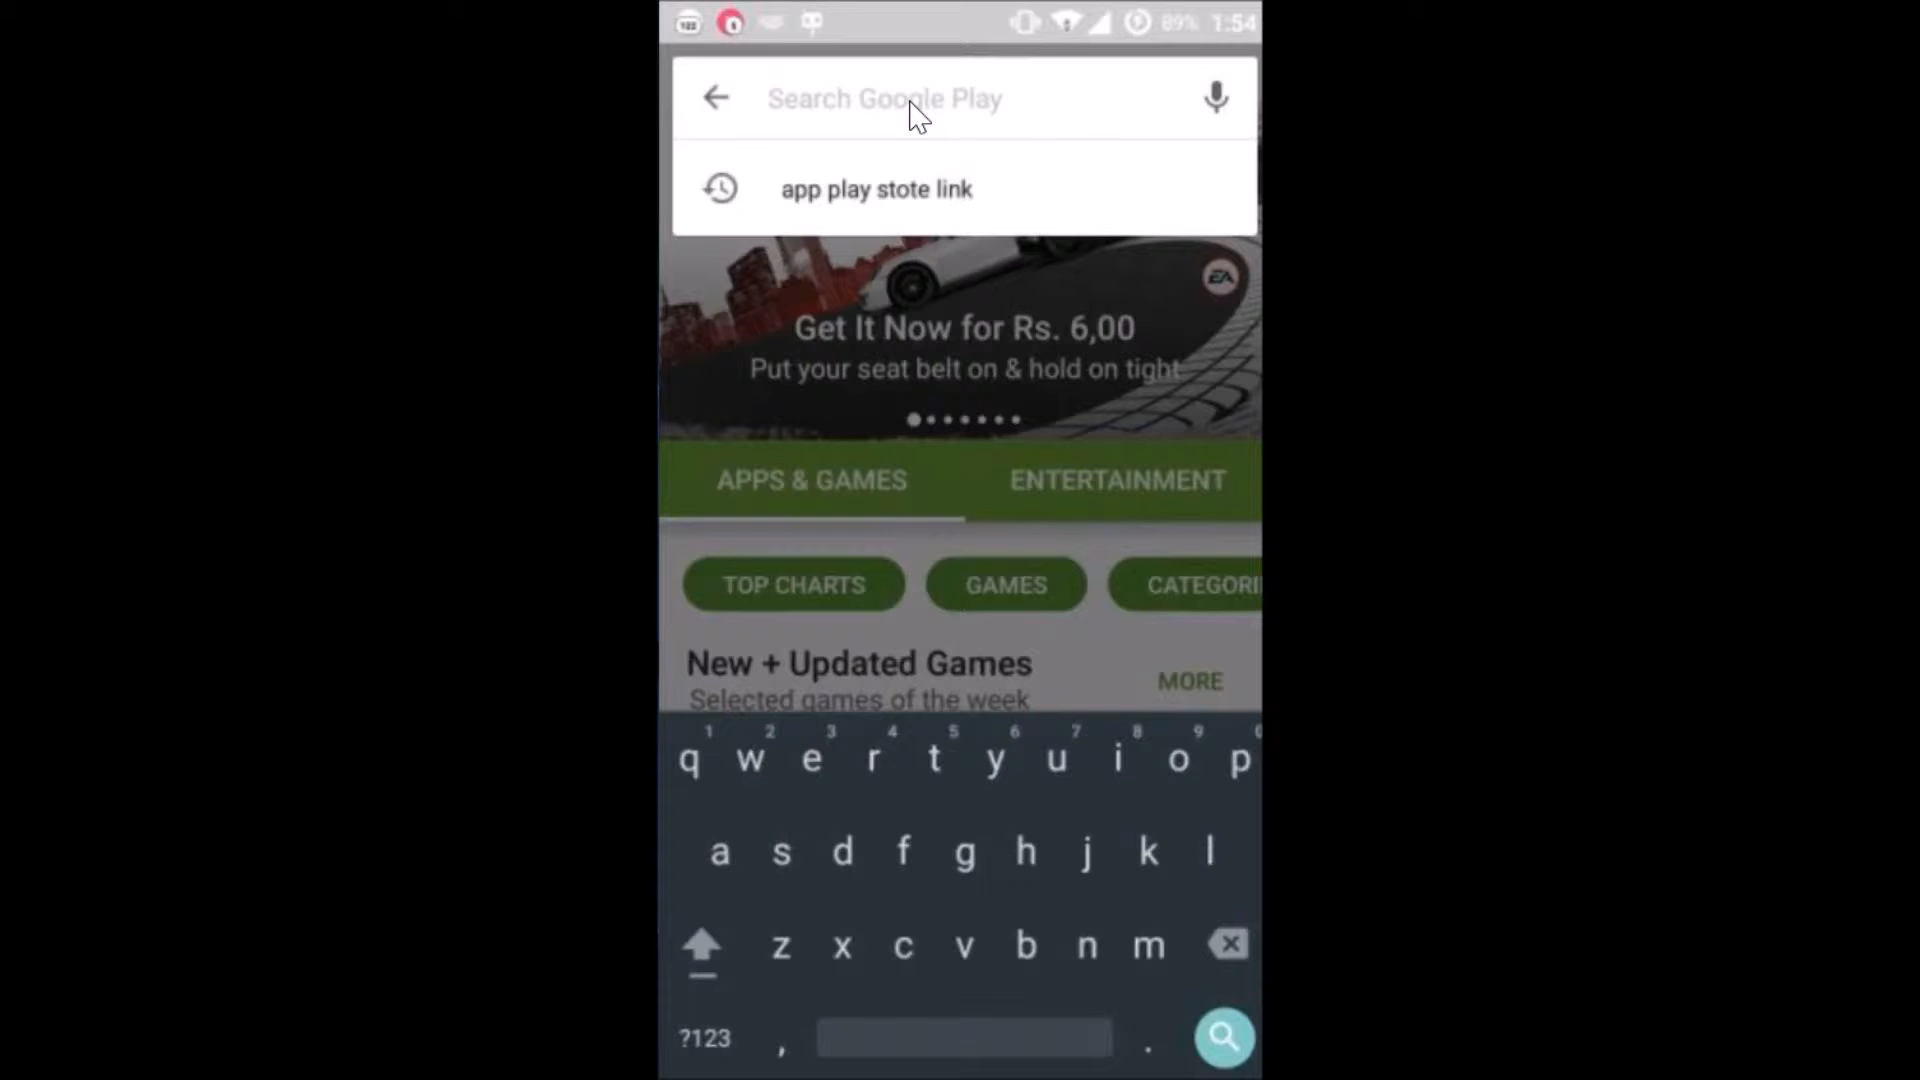 89% 1:54
Search Google Play
app play stote link
EA
Get It Now for Rs. 6,00
Put your seat belt on & hold on tight
APPS & GAMES ENTERTAINMENT
TOP CHARTS GAMES CATEGORI
New + Updated Games
MORE
Selected games of the week
1 2 3 4 5 6 7 8 9 0
q w e r t y u i o p
a s d f g h j k l
z x c v b n m
?123 , .